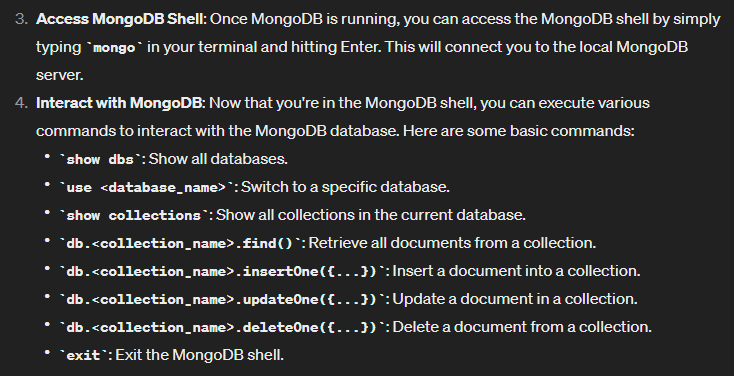 3. Access MongoDB Shell: Once MongoDB is running, you can access the MongoDB shell by simply
typing `mongo` in your terminal and hitting Enter. This will connect you to the local MongoDB
server.
4. Interact with MongoDB: Now that you're in the MongoDB shell, you can execute various
commands to interact with the MongoDB database. Here are some basic commands:
• `show dbs`: Show all databases.
• `use <database_name>`: Switch to a specific database.
• `show collections`: Show all collections in the current database.
• `db.<collection_name>.find()`: Retrieve all documents from a collection.
• `db.<collection_name>.insertOne({...})`: Insert a document into a collection.
• `db.<collection_name>.updateOne({...})`: Update a document in a collection.
• `db.<collection_name>.deleteOne({...})`: Delete a document from a collection.
• `exit`: Exit the MongoDB shell.